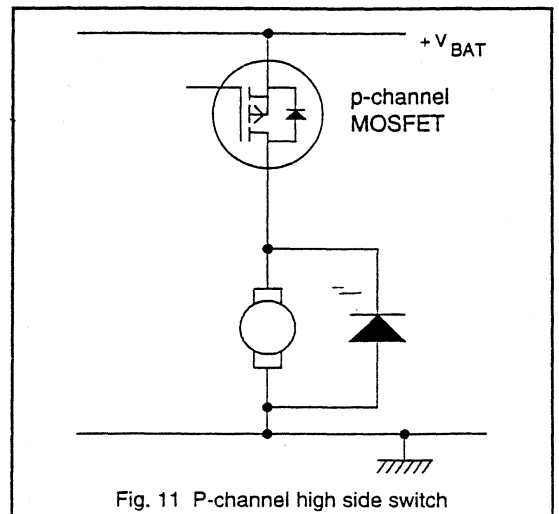 + V BAT
p-channel
MOSFET
Fig. 11 P-channel high side switch